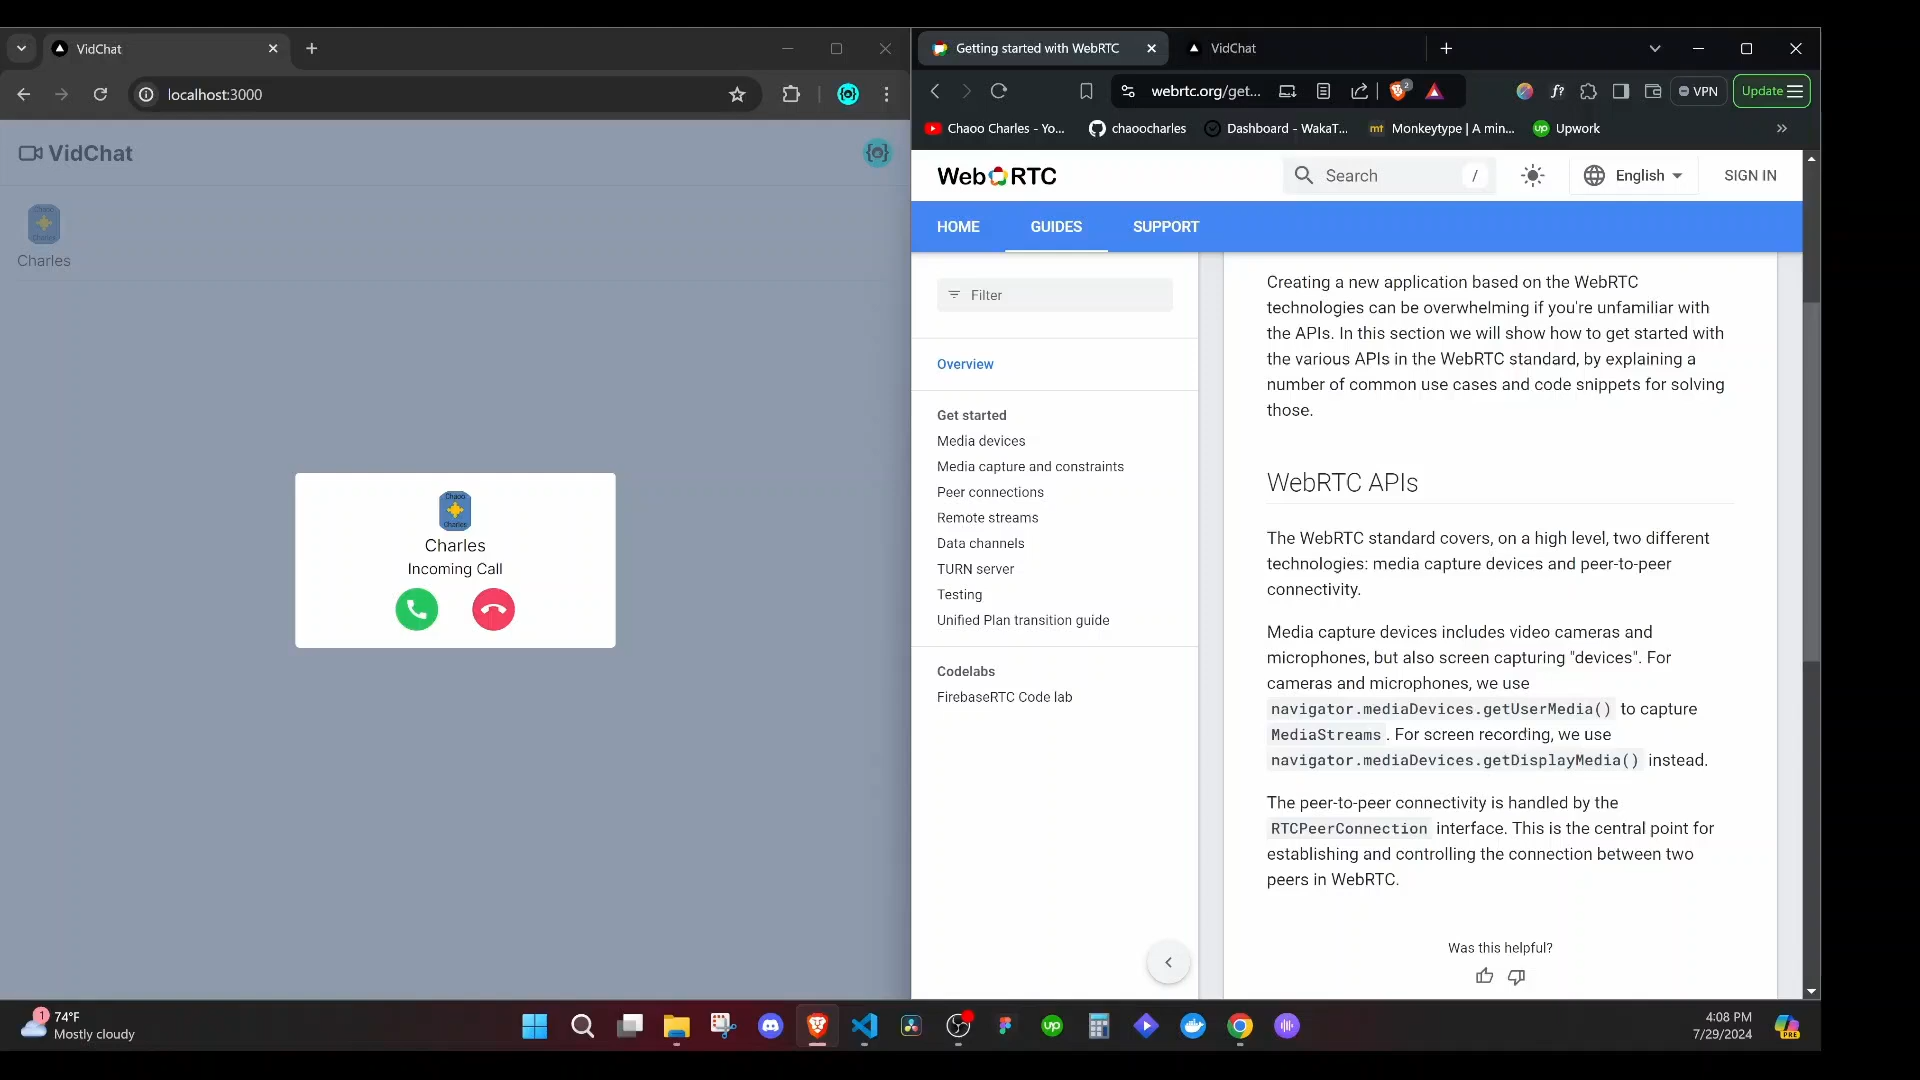 VidChat
localhost:3000
VidChat
Charles
Chaoo
Charles
Charles
Incoming Call
Getting started with WebRTC
VidChat
webrtc.org/get...
2
VPN
Update
Chaoo Charles - Yo...
chaoocharles
Dashboard - WakaT...
mt
Monkeytype | A min...
up
Upwork
Web RTC
Search
/
English
SIGN IN
HOME
GUIDES
SUPPORT
Filter
Overview
Get started
Media devices
Media capture and constraints
Peer connections
Remote streams
Data channels
TURN server
Testing
Unified Plan transition guide
Codelabs
FirebaseRTC Code lab
Creating a new application based on the WebRTC
technologies can be overwhelming if you're unfamiliar with
the APIs. In this section we will show how to get started with
the various APIs in the WebRTC standard, by explaining a
number of common use cases and code snippets for solving
those.
WebRTC APIs
The WebRTC standard covers, on a high level, two different
technologies: media capture devices and peer-to-peer
connectivity.
Media capture devices includes video cameras and
microphones, but also screen capturing "devices". For
cameras and microphones, we use
navigator.mediaDevices.getUserMedia() to capture
MediaStreams . For screen recording, we use
navigator.mediaDevices.getDisplayMedia() instead.
The peer-to-peer connectivity is handled by the
RTCPeerConnection interface. This is the central point for
establishing and controlling the connection between two
peers in WebRTC.
Was this helpful?
1
74°F
Mostly cloudy
up
4:08 PM
7/29/2024
PRE